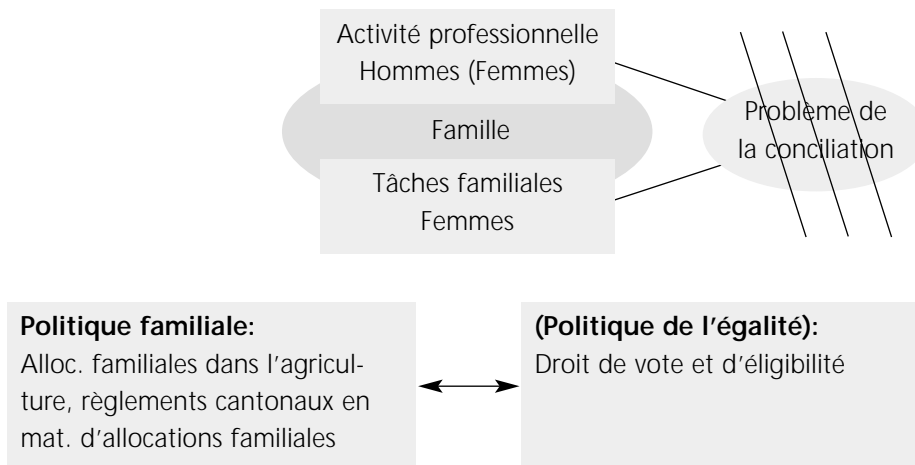 Activité professionnelle
Hommes (Femmes)
Famille
Tâches familiales
Femmes
Problème de
la conciliation
Politique familiale:
Alloc. familiales dans l'agricul-
ture, règlements cantonaux en
mat. d'allocations familiales
(Politique de l'égalité):
Droit de vote et d'éligibilité